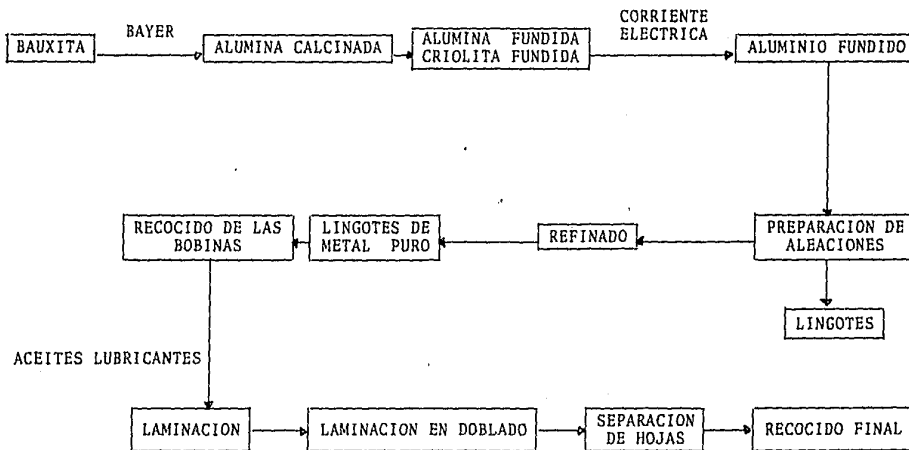 BAUXITA
BAYER
ALUMINA CALCINADA
ALUMINA FUNDIDA
CRIOLITA FUNDIDA
CORRIENTE
ELECTRICA
ALUMINIO FUNDIDO
RECOCIDO DE LAS
BOBINAS
LINGOTES DE
METAL PURO
REFINADO
PREPARACION DE
ALEACIONES
LINGOTES
ACEITES LUBRICANTES
LAMINACION
LAMINACION EN DOBLADO
SEPARACION
DE HOJAS
RECOCIDO FINAL